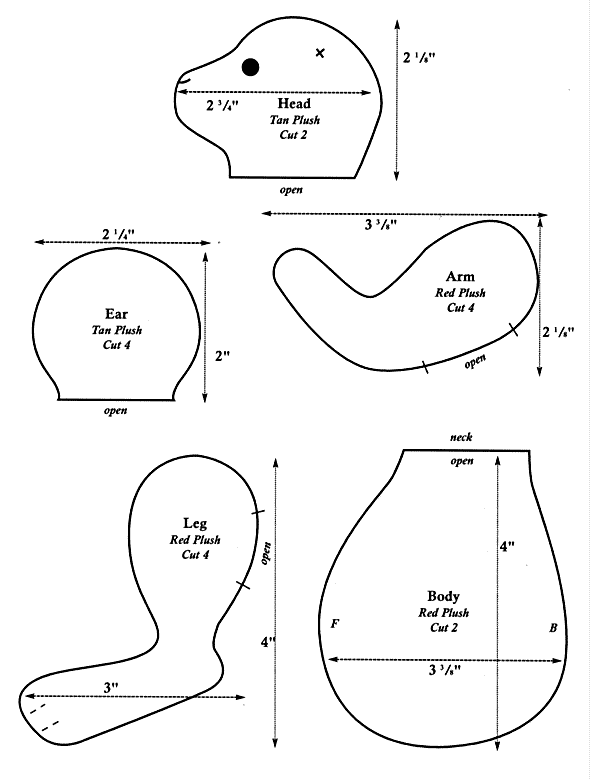 2 ¹/₈"
2 ³/₄"
Head
Tan Plush
Cut 2
open
2 ¹/₄"
3 ³/₈"
Ear
Tan Plush
Cut 4
2"
open
Arm
Red Plush
Cut 4
2 ¹/₈"
open
Leg
Red Plush
Cut 4
open
4"
3"
neck
open
4"
Body
Red Plush
Cut 2
F
B
3 ³/₈"